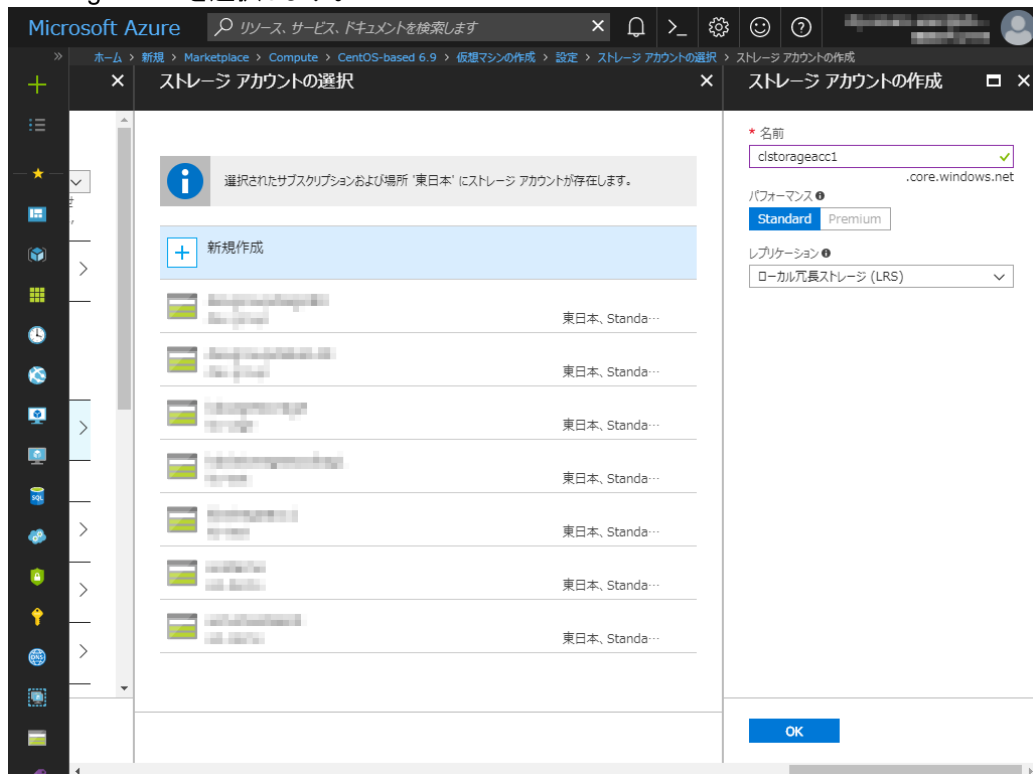 Microsoft Azure
リソース、サービス、ドキュメントを検索します
ホーム > 新規 > Marketplace > Compute > CentOS-based 6.9 > 仮想マシンの作成 > 設定 > ストレージ アカウントの選択 > ストレージ アカウントの作成
ストレージ アカウントの選択
選択されたサブスクリプションおよび場所 '東日本' にストレージ アカウントが存在します。
新規作成
東日本、Standa…
東日本、Standa…
東日本、Standa…
東日本、Standa…
東日本、Standa…
東日本、Standa…
東日本、Standa…
ストレージ アカウントの作成
* 名前
clstorageacc1
.core.windows.net
パフォーマンス
Standard Premium
レプリケーション
ローカル冗長ストレージ (LRS)
OK